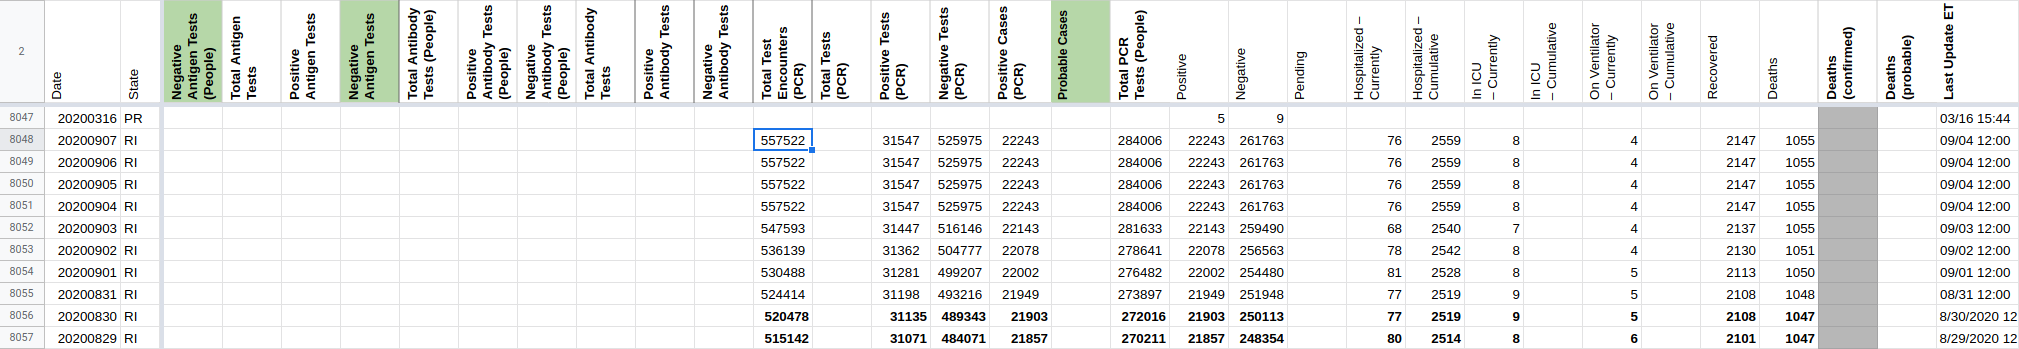 2 Date State Negative Antigen Tests (People) Total Antigen Tests Positive Antigen Tests Negative Antigen Tests Total Antibody Tests (People) Positive Antibody Tests (People) Negative Antibody Tests (People) Total Antibody Tests Positive Antibody Tests Negative Antibody Tests Total Test Encounters (PCR) Total Tests (PCR) Positive Tests (PCR) Negative Tests (PCR) Positive Cases (PCR) Probable Cases Total PCR Tests (People) Positive Negative Pending Hospitalized – Currently Hospitalized – Cumulative In ICU – Currently In ICU – Cumulative On Ventilator – Currently On Ventilator – Cumulative Recovered Deaths Deaths (confirmed) Deaths (probable) Last Update ET
8047 20200316 PR 5 9 03/16 15:44
8048 20200907 RI 557522 31547 525975 22243 284006 22243 261763 76 2559 8 4 2147 1055 09/04 12:00
8049 20200906 RI 557522 31547 525975 22243 284006 22243 261763 76 2559 8 4 2147 1055 09/04 12:00
8050 20200905 RI 557522 31547 525975 22243 284006 22243 261763 76 2559 8 4 2147 1055 09/04 12:00
8051 20200904 RI 557522 31547 525975 22243 284006 22243 261763 76 2559 8 4 2147 1055 09/04 12:00
8052 20200903 RI 547593 31447 516146 22143 281633 22143 259490 68 2540 7 4 2137 1055 09/03 12:00
8053 20200902 RI 536139 31362 504777 22078 278641 22078 256563 78 2542 8 4 2130 1051 09/02 12:00
8054 20200901 RI 530488 31281 499207 22002 276482 22002 254480 81 2528 8 5 2113 1050 09/01 12:00
8055 20200831 RI 524414 31198 493216 21949 273897 21949 251948 77 2519 9 5 2108 1048 08/31 12:00
8056 20200830 RI 520478 31135 489343 21903 272016 21903 250113 77 2519 9 5 2108 1047 8/30/2020 12
8057 20200829 RI 515142 31071 484071 21857 270211 21857 248354 80 2514 8 6 2101 1047 8/29/2020 12